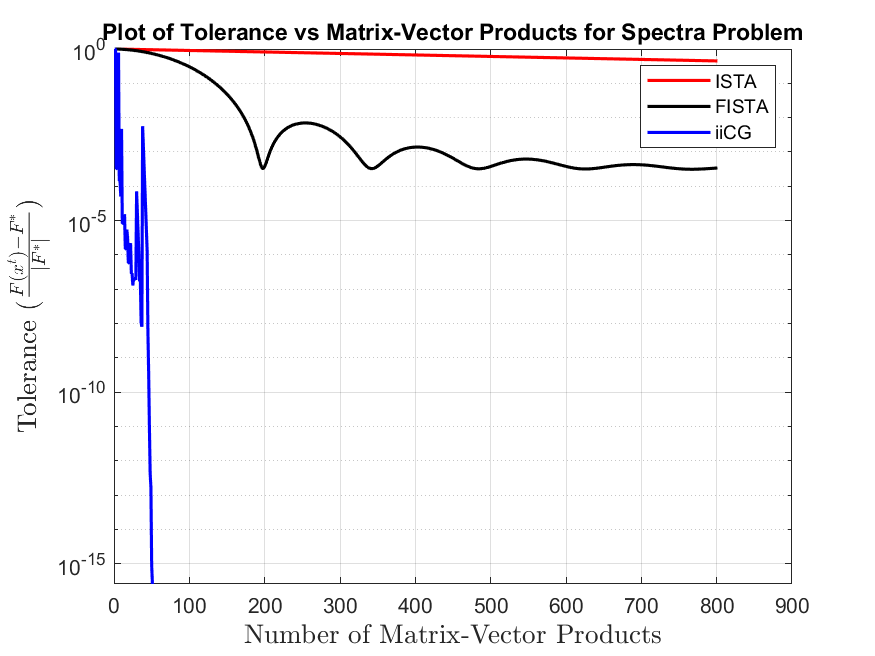 Plot of Tolerance vs Matrix-Vector Products for Spectra Problem
10^0
10^-5
10^-10
10^-15
Tolerance (\frac{F(x^t)-F^*}{|F^*|})
ISTA
FISTA
iiCG
0 100 200 300 400 500 600 700 800 900
Number of Matrix-Vector Products